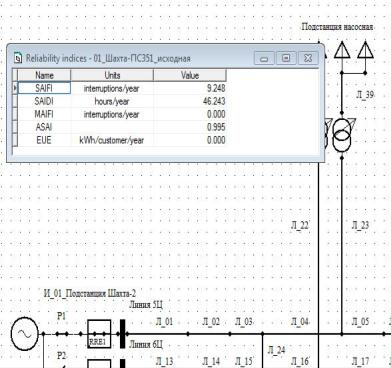 Подстанция насосная
Reliability indices - 01_Шахта-ПС351_исходная
Name Units Value
SAIFI interruptions/year 9.248
SAIDI hours/year 46.243
MAIFI interruptions/year 0.000
ASAI 0.995
EUE kWh/customer/year 0.000
Л_39
Л_22 Л_23
И_01_Подстанция Шахта-2
Линия 5Ц
P1 Л_01 Л_02 Л_03 Л_04 Л_05
RRE1
Линия 6Ц
Л_24
P2 Л_13 Л_14 Л_15 Л_16 Л_17